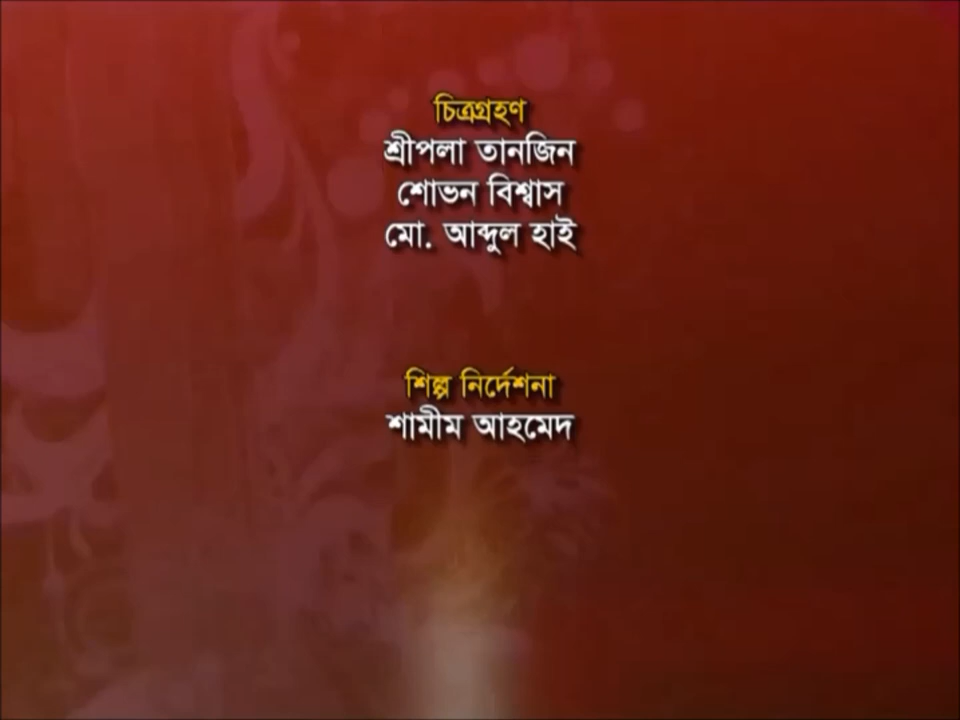 চিত্রগ্রহণ
শ্রীপলা তানজিন
শোভন বিশ্বাস
মো. আব্দুল হাই
শিল্প নির্দেশনা
শামীম আহমেদ